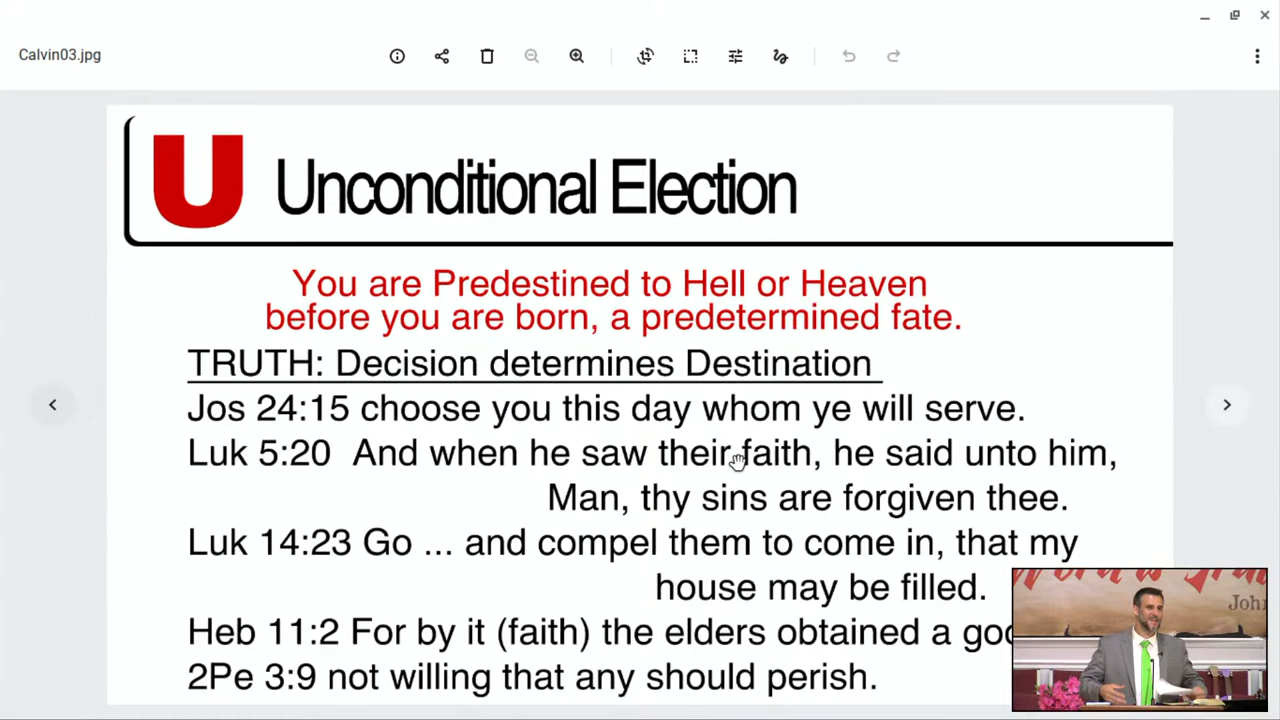 Calvin03.jpg
U Unconditional Election
You are Predestined to Hell or Heaven
before you are born, a predetermined fate.
TRUTH: Decision determines Destination
Jos 24:15 choose you this day whom ye will serve.
Luk 5:20 And when he saw their faith, he said unto him,
Man, thy sins are forgiven thee.
Luk 14:23 Go ... and compel them to come in, that my
house may be filled.
Heb 11:2 For by it (faith) the elders obtained a
2Pe 3:9 not willing that any should perish.
John